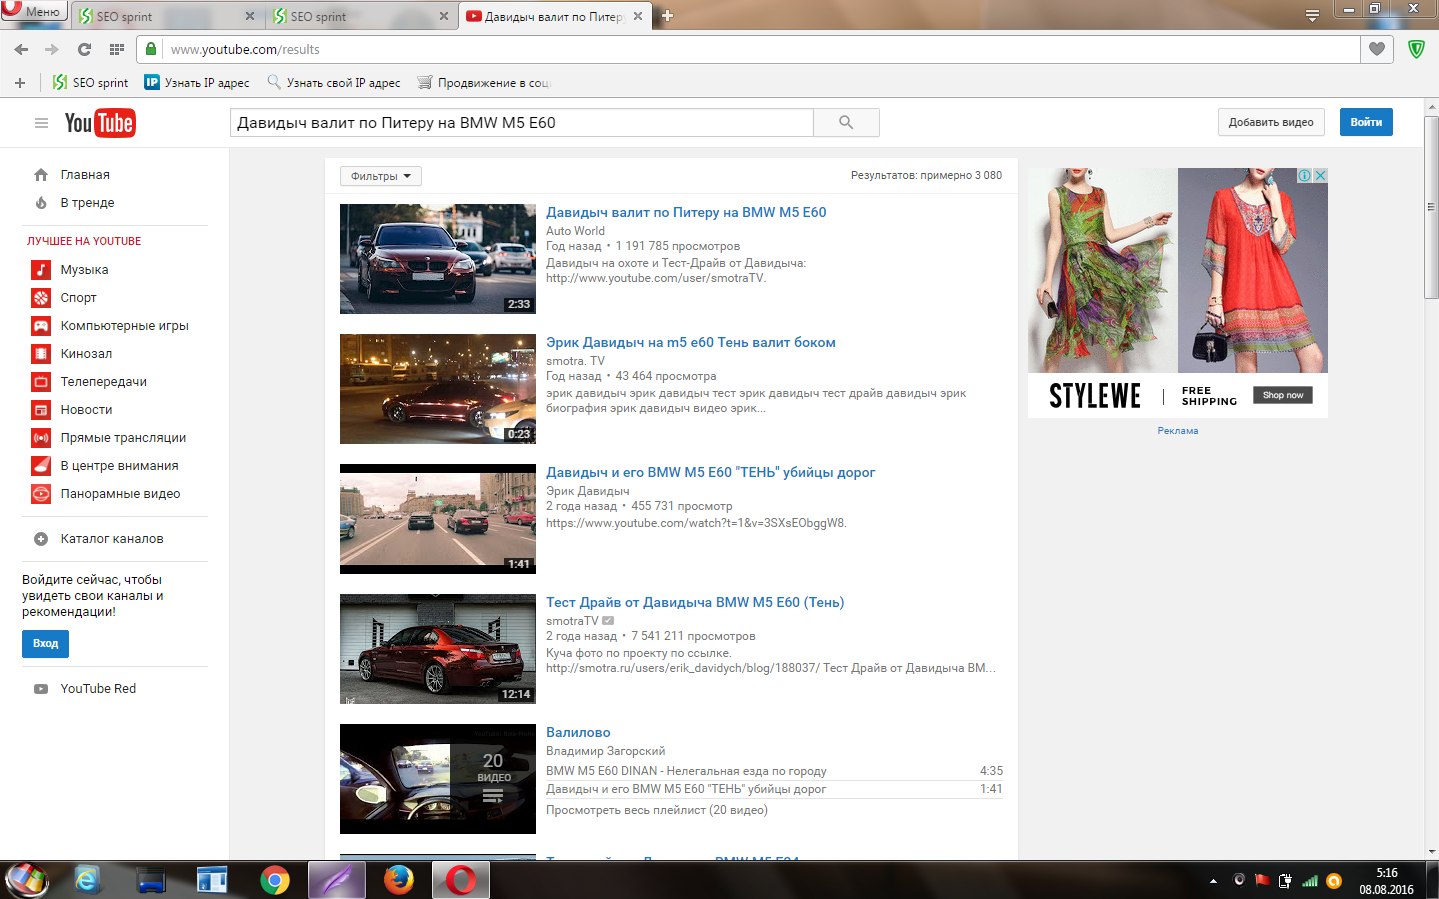 Меню
SEO sprint
SEO sprint
Давидыч валит по Питеру
www.youtube.com/results
SEO sprint
IP
Узнать IP адрес
Узнать свой IP адрес
Продвижение в соц
YouTube
Давидыч валит по Питеру на BMW M5 E60
Добавить видео
Войти
Главная
В тренде
ЛУЧШЕЕ НА YOUTUBE
Музыка
Спорт
Компьютерные игры
Кинозал
Телепередачи
Новости
Прямые трансляции
В центре внимания
Панорамные видео
Каталог каналов
Войдите сейчас, чтобы
увидеть свои каналы и
рекомендации!
Вход
YouTube Red
Фильтры
Результатов: примерно 3 080
Давидыч валит по Питеру на BMW M5 E60
Auto World
Год назад • 1 191 785 просмотров
Давидыч на охоте и Тест-Драйв от Давидыча:
http://www.youtube.com/user/smotraTV.
2:33
Эрик Давидыч на m5 e60 Тень валит боком
smotra. TV
Год назад • 43 464 просмотра
эрик давидыч эрик давидыч тест эрик давидыч тест драйв давидыч эрик
биография эрик давидыч видео эрик...
0:23
Давидыч и его BMW M5 E60 "ТЕНЬ" убийцы дорог
Эрик Давидыч
2 года назад • 455 731 просмотр
https://www.youtube.com/watch?t=1&v=3SXsEObggW8.
1:41
Тест Драйв от Давидыча BMW M5 E60 (Тень)
smotraTV
2 года назад • 7 541 211 просмотров
Куча фото по проекту по ссылке.
http://smotra.ru/users/erik_davidych/blog/188037/ Тест Драйв от Давидыча BM...
12:14
Валилово
Владимир Загорский
BMW M5 E60 DINAN - Нелегальная езда по городу 4:35
Давидыч и его BMW M5 E60 "ТЕНЬ" убийцы дорог 1:41
Просмотреть весь плейлист (20 видео)
20
ВИДЕО
STYLEWE
FREE
SHIPPING
Shop now
Реклама
5:16
08.08.2016